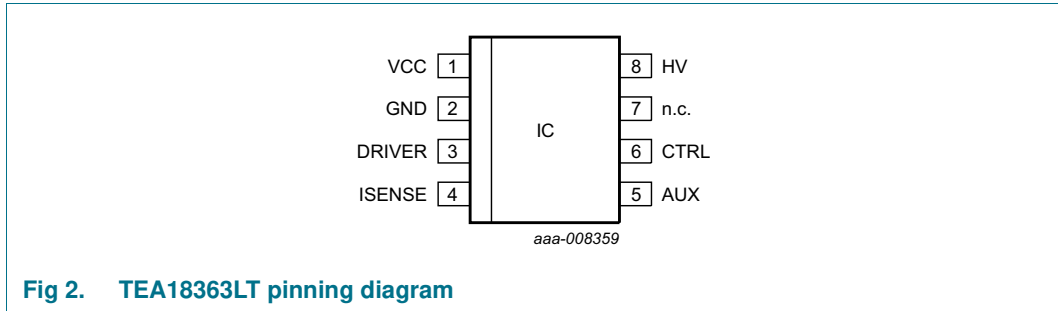 VCC 1 8 HV
GND 2 7 n.c.
IC
DRIVER 3 6 CTRL
ISENSE 4 5 AUX
aaa-008359
Fig 2. TEA18363LT pinning diagram